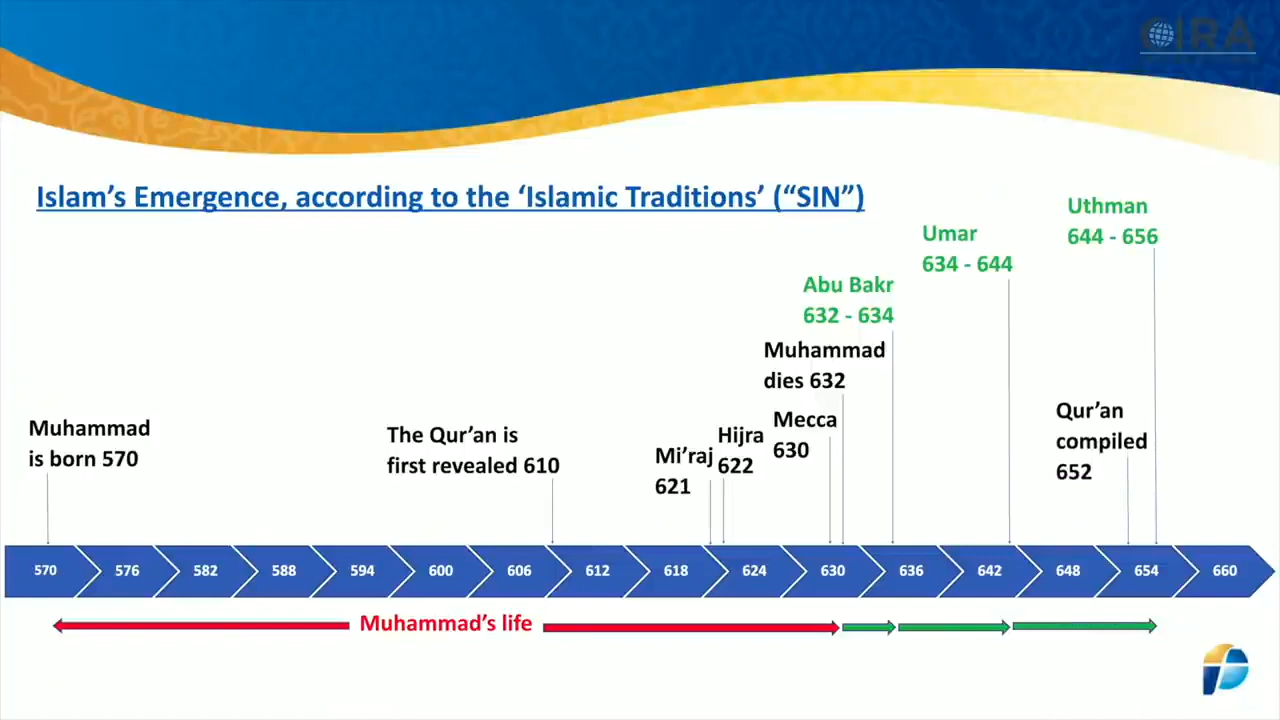 CIRA
Islam's Emergence, according to the 'Islamic Traditions' ("SIN")
Uthman
644 - 656
Umar
634 - 644
Abu Bakr
632 - 634
Muhammad
dies 632
Mecca
630
Hijra
622
Mi'raj
621
The Qur'an is
first revealed 610
Muhammad
is born 570
Qur'an
compiled
652
570 576 582 588 594 600 606 612 618 624 630 636 642 648 654 660
Muhammad's life